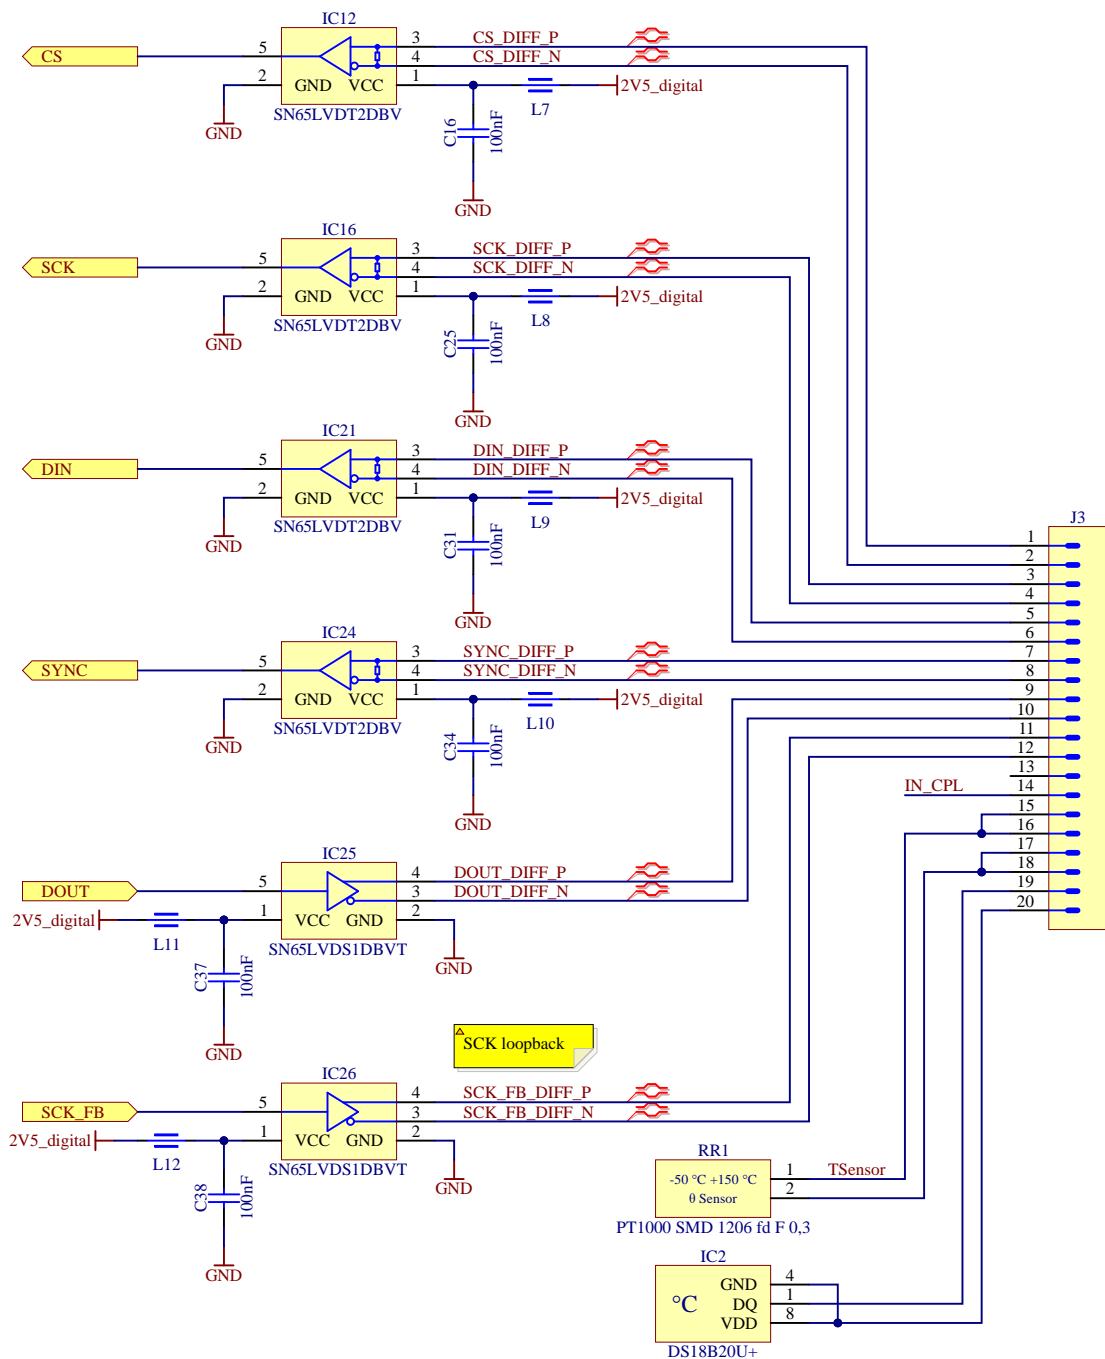 IC12
CS
5
2
GND
VCC
3
4
1
CS_DIFF_P
CS_DIFF_N
2V5_digital
L7
SN65LVDT2DBV
GND
C16
100nF
GND
IC16
SCK
5
2
GND
VCC
3
4
1
SCK_DIFF_P
SCK_DIFF_N
2V5_digital
L8
SN65LVDT2DBV
GND
C25
100nF
GND
IC21
DIN
5
2
GND
VCC
3
4
1
DIN_DIFF_P
DIN_DIFF_N
2V5_digital
L9
SN65LVDT2DBV
GND
C31
100nF
GND
IC24
SYNC
5
2
GND
VCC
3
4
1
SYNC_DIFF_P
SYNC_DIFF_N
2V5_digital
L10
SN65LVDT2DBV
GND
C34
100nF
GND
J3
1
2
3
4
5
6
7
8
9
10
11
12
13
IN_CPL
14
15
16
17
18
19
20
IC25
DOUT
5
1
VCC
GND
4
3
2
DOUT_DIFF_P
DOUT_DIFF_N
2V5_digital
L11
SN65LVDS1DBVT
GND
C37
100nF
GND
SCK loopback
IC26
SCK_FB
5
1
VCC
GND
4
3
2
SCK_FB_DIFF_P
SCK_FB_DIFF_N
2V5_digital
L12
SN65LVDS1DBVT
GND
C38
100nF
GND
RR1
-50 °C +150 °C
θ Sensor
1
2
TSensor
PT1000 SMD 1206 fd F 0,3
IC2
°C
GND
DQ
VDD
4
1
8
DS18B20U+